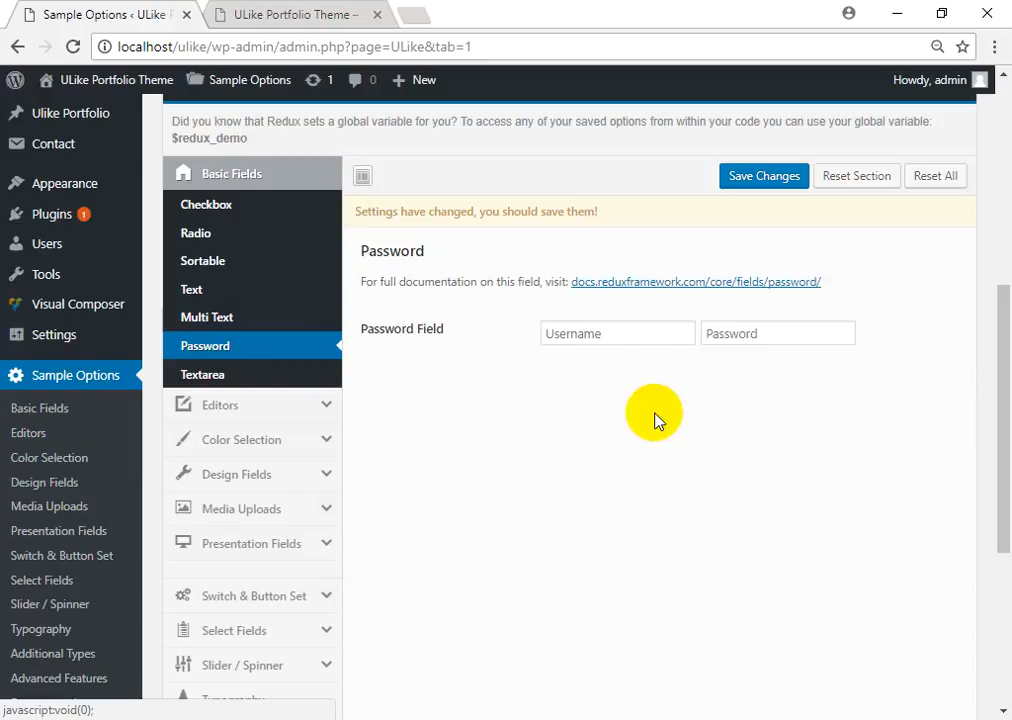 Sample Options ‹ ULike P
ULike Portfolio Theme –
localhost/ulike/wp-admin/admin.php?page=ULike&tab=1
ULike Portfolio Theme
Sample Options
1
0
New
Howdy, admin
Ulike Portfolio
Contact
Appearance
Plugins 1
Users
Tools
Visual Composer
Settings
Sample Options
Basic Fields
Editors
Color Selection
Design Fields
Media Uploads
Presentation Fields
Switch & Button Set
Select Fields
Slider / Spinner
Typography
Additional Types
Advanced Features
javascript:void(0);
Did you know that Redux sets a global variable for you? To access any of your saved options from within your code you can use your global variable:
$redux_demo
Basic Fields
Checkbox
Radio
Sortable
Text
Multi Text
Password
Textarea
Editors
Color Selection
Design Fields
Media Uploads
Presentation Fields
Switch & Button Set
Select Fields
Slider / Spinner
Typography
Save Changes
Reset Section
Reset All
Settings have changed, you should save them!
Password
For full documentation on this field, visit: docs.reduxframework.com/core/fields/password/
Password Field
Username
Password